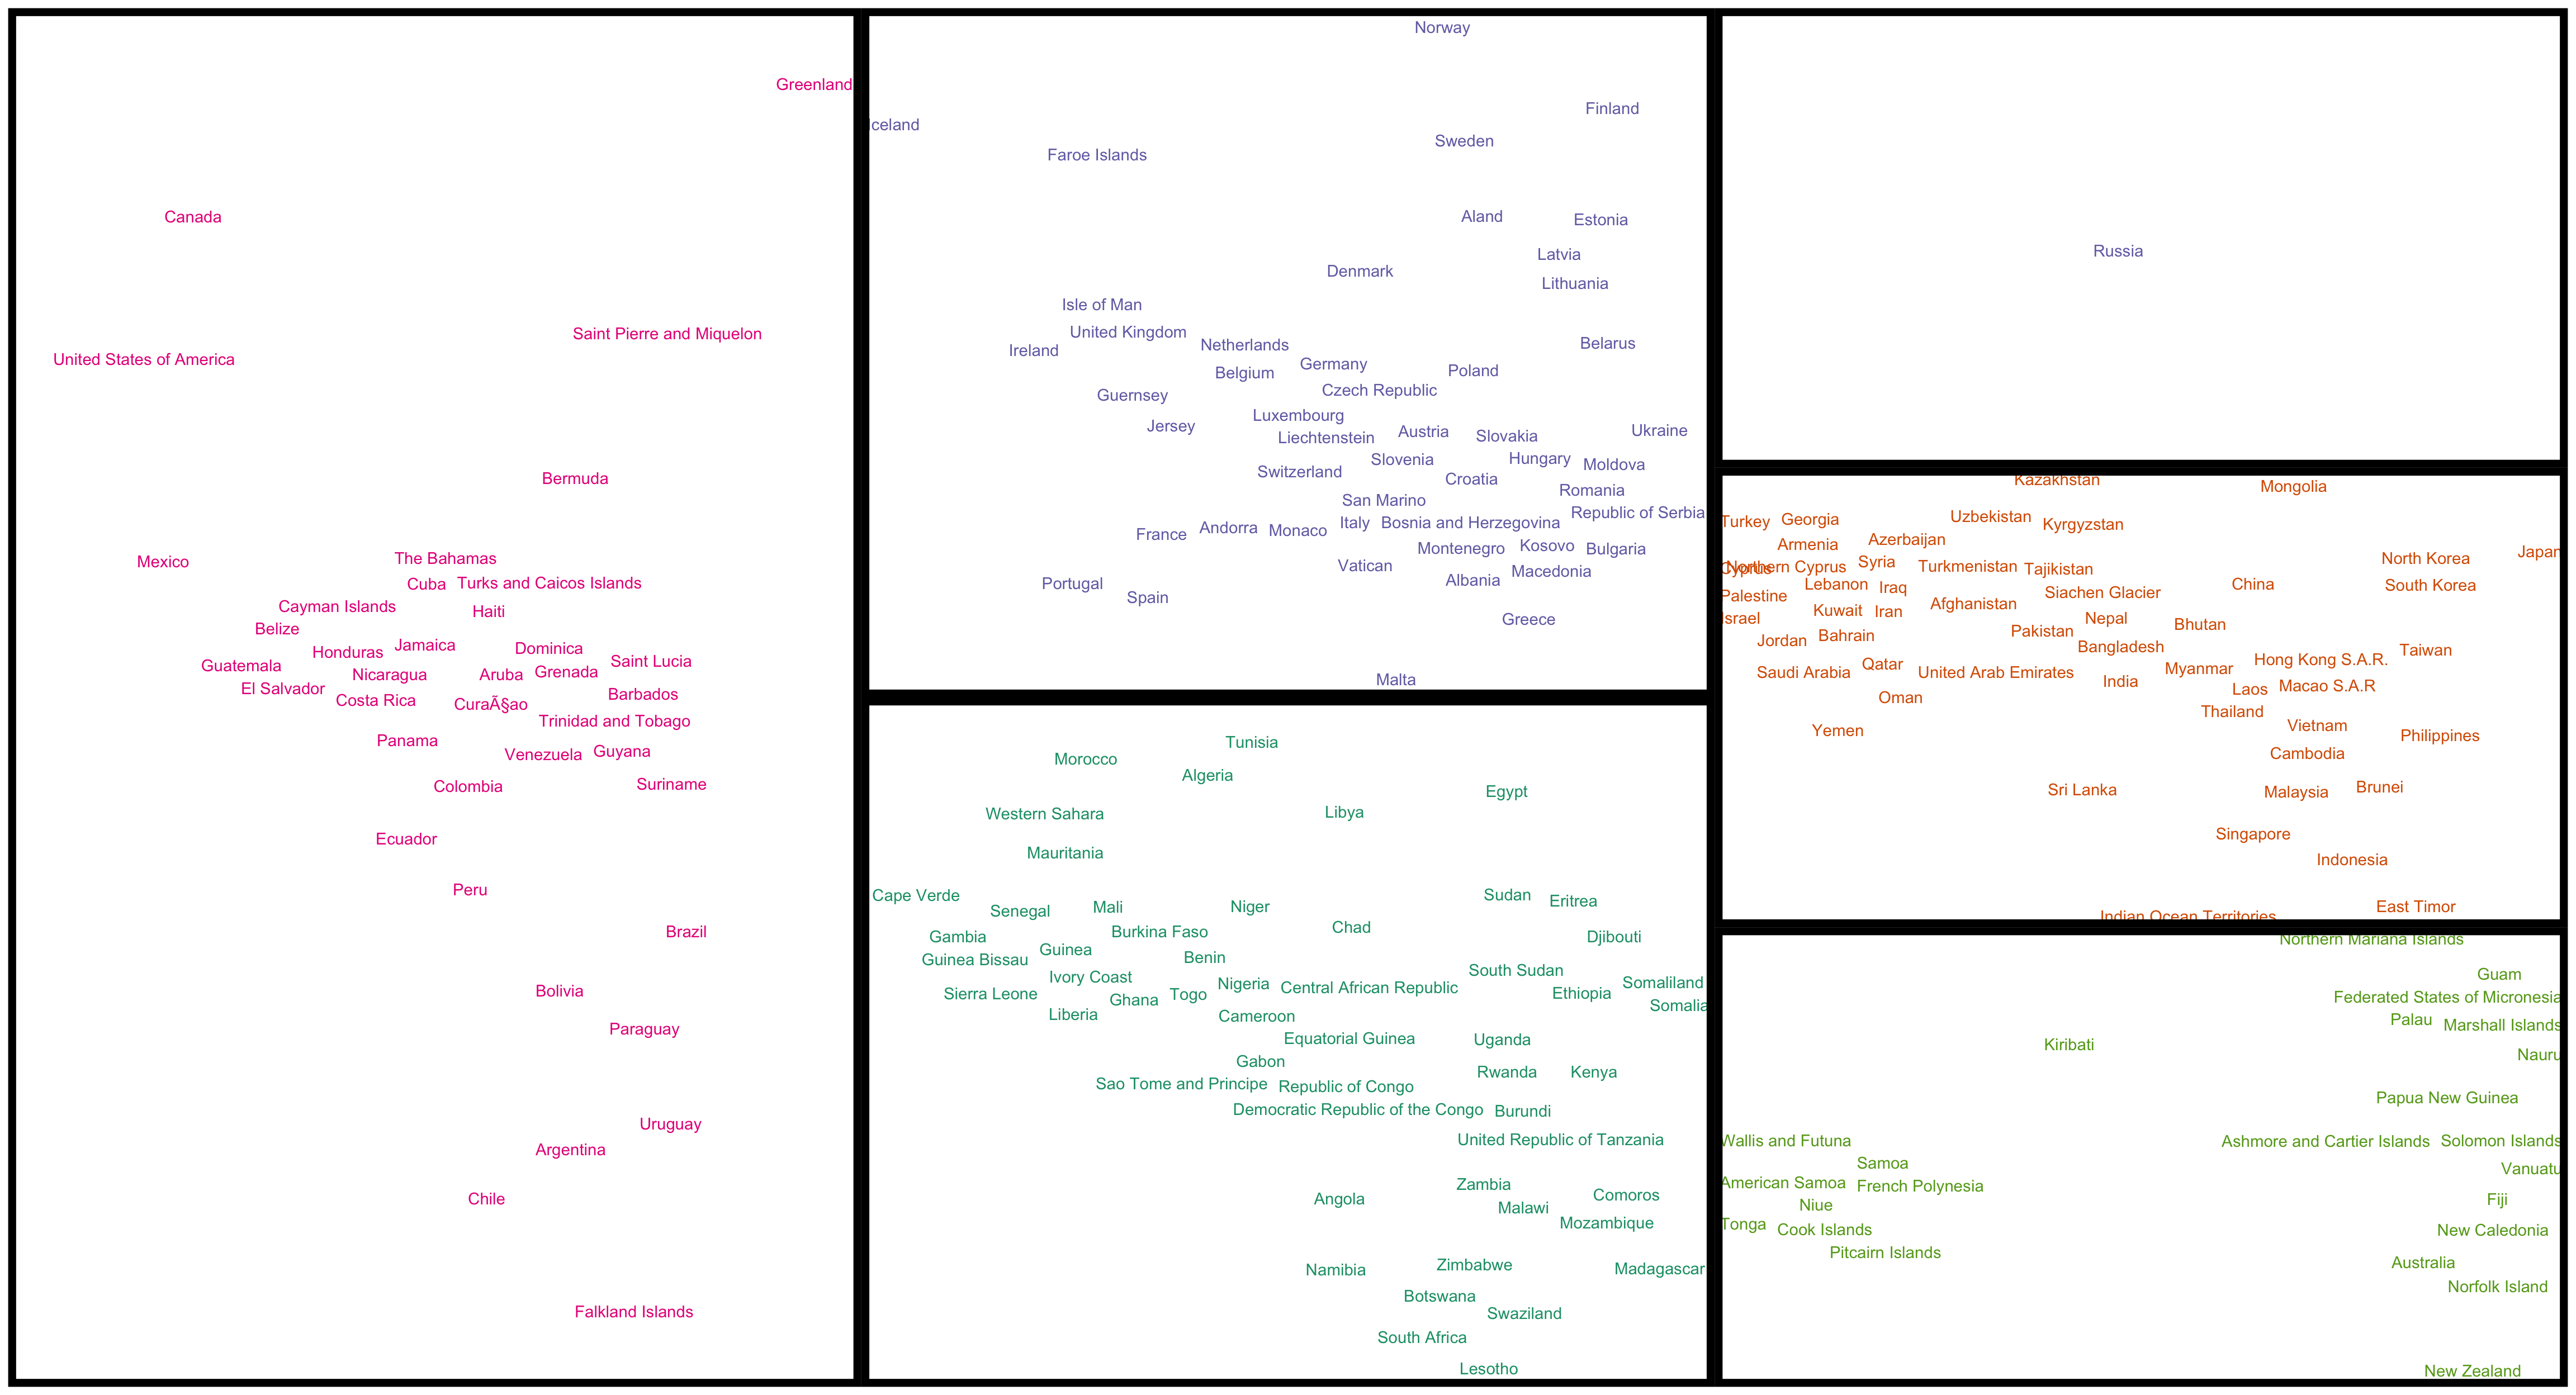 Greenland
Canada
Saint Pierre and Miquelon
United States of America
Bermuda
Mexico
The Bahamas
Cuba
Turks and Caicos Islands
Cayman Islands
Haiti
Belize
Honduras
Jamaica
Dominica
Saint Lucia
Guatemala
Nicaragua
Aruba
Grenada
El Salvador
Costa Rica
CuraÃ§ao
Barbados
Trinidad and Tobago
Panama
Venezuela
Guyana
Colombia
Suriname
Ecuador
Peru
Brazil
Bolivia
Paraguay
Uruguay
Argentina
Chile
Falkland Islands
Norway
Finland
Iceland
Sweden
Faroe Islands
Aland
Estonia
Latvia
Denmark
Lithuania
Isle of Man
United Kingdom
Ireland
Netherlands
Belarus
Germany
Belgium
Poland
Czech Republic
Guernsey
Luxembourg
Jersey
Liechtenstein
Austria
Slovakia
Ukraine
Slovenia
Hungary
Moldova
Switzerland
Croatia
San Marino
Romania
Republic of Serbia
France
Andorra
Monaco
Italy
Bosnia and Herzegovina
Montenegro
Kosovo
Bulgaria
Vatican
Albania
Macedonia
Portugal
Spain
Greece
Malta
Tunisia
Morocco
Algeria
Egypt
Western Sahara
Libya
Mauritania
Cape Verde
Senegal
Mali
Niger
Sudan
Eritrea
Gambia
Burkina Faso
Chad
Djibouti
Guinea Bissau
Guinea
Benin
Ivory Coast
Nigeria
Central African Republic
South Sudan
Somaliland
Sierra Leone
Ghana
Togo
Ethiopia
Somalia
Liberia
Cameroon
Equatorial Guinea
Uganda
Gabon
Rwanda
Kenya
Sao Tome and Principe
Republic of Congo
Democratic Republic of the Congo
Burundi
United Republic of Tanzania
Zambia
Comoros
Angola
Malawi
Mozambique
Namibia
Zimbabwe
Madagascar
Botswana
Swaziland
South Africa
Lesotho
Russia
Kazakhstan
Mongolia
Turkey
Georgia
Uzbekistan
Kyrgyzstan
Armenia
Azerbaijan
North Korea
Japan
Cyprus
Northern Cyprus
Syria
Turkmenistan
Tajikistan
Lebanon
Iraq
China
South Korea
Palestine
Siachen Glacier
Kuwait
Iran
Afghanistan
Israel
Nepal
Bhutan
Jordan
Bahrain
Pakistan
Bangladesh
Taiwan
Saudi Arabia
Qatar
United Arab Emirates
India
Myanmar
Hong Kong S.A.R.
Oman
Laos
Macao S.A.R
Thailand
Yemen
Vietnam
Philippines
Cambodia
Sri Lanka
Malaysia
Brunei
Singapore
Indonesia
East Timor
Indian Ocean Territories
Northern Mariana Islands
Guam
Federated States of Micronesia
Palau
Marshall Islands
Kiribati
Nauru
Papua New Guinea
Wallis and Futuna
Ashmore and Cartier Islands
Solomon Islands
Samoa
Vanuatu
American Samoa
French Polynesia
Niue
Fiji
Tonga
Cook Islands
New Caledonia
Pitcairn Islands
Australia
Norfolk Island
New Zealand